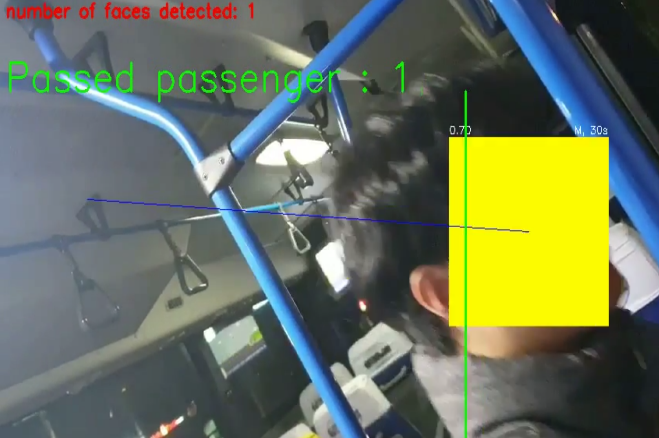 number of faces detected: 1
Passed passenger : 1
0.70 M, 30s